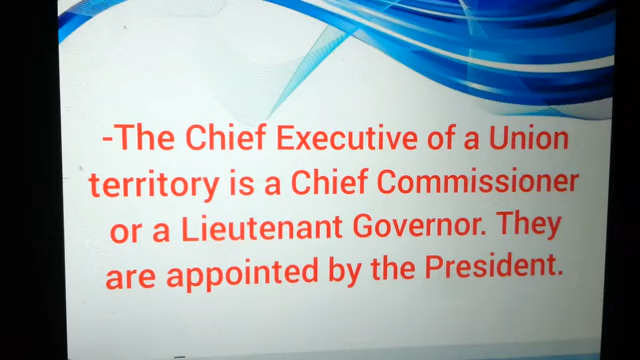 -The Chief Executive of a Union
territory is a Chief Commissioner
or a Lieutenant Governor. They
are appointed by the President.